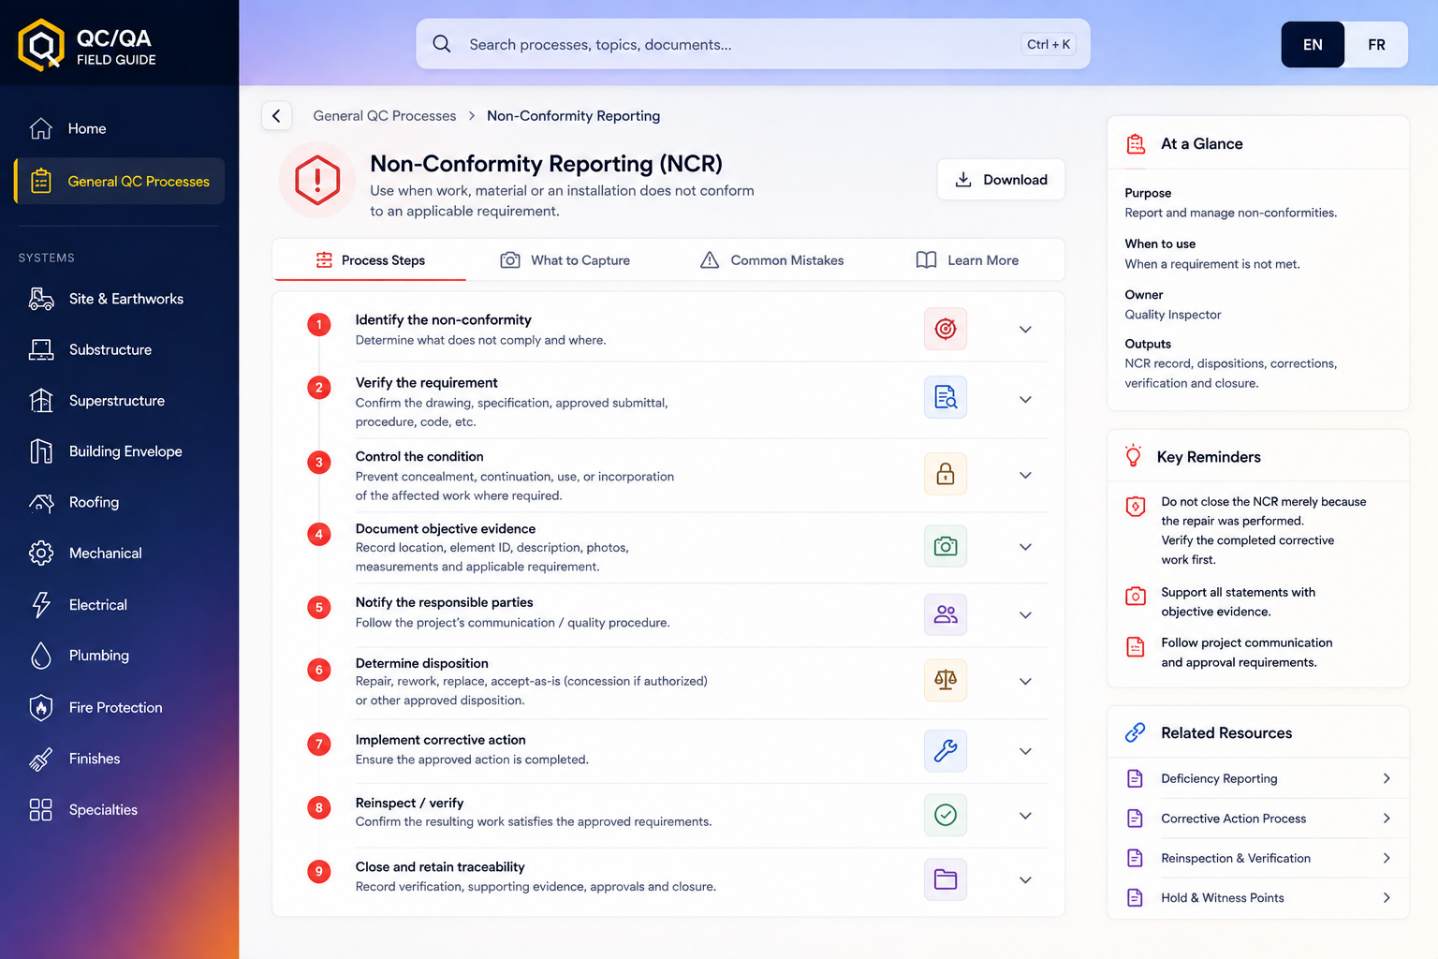 QC/QA
FIELD GUIDE
Search processes, topics, documents...
Ctrl + K
EN
FR
Home
General QC Processes
SYSTEMS
Site & Earthworks
Substructure
Superstructure
Building Envelope
Roofing
Mechanical
Electrical
Plumbing
Fire Protection
Finishes
Specialties
General QC Processes > Non-Conformity Reporting
Non-Conformity Reporting (NCR)
Use when work, material or an installation does not conform
to an applicable requirement.
Download
Process Steps
What to Capture
Common Mistakes
Learn More
1
Identify the non-conformity
Determine what does not comply and where.
2
Verify the requirement
Confirm the drawing, specification, approved submittal,
procedure, code, etc.
3
Control the condition
Prevent concealment, continuation, use, or incorporation
of the affected work where required.
4
Document objective evidence
Record location, element ID, description, photos,
measurements and applicable requirement.
5
Notify the responsible parties
Follow the project's communication / quality procedure.
6
Determine disposition
Repair, rework, replace, accept-as-is (concession if authorized)
or other approved disposition.
7
Implement corrective action
Ensure the approved action is completed.
8
Reinspect / verify
Confirm the resulting work satisfies the approved requirements.
9
Close and retain traceability
Record verification, supporting evidence, approvals and closure.
At a Glance
Purpose
Report and manage non-conformities.
When to use
When a requirement is not met.
Owner
Quality Inspector
Outputs
NCR record, dispositions, corrections,
verification and closure.
Key Reminders
Do not close the NCR merely because
the repair was performed.
Verify the completed corrective
work first.
Support all statements with
objective evidence.
Follow project communication
and approval requirements.
Related Resources
Deficiency Reporting
Corrective Action Process
Reinspection & Verification
Hold & Witness Points